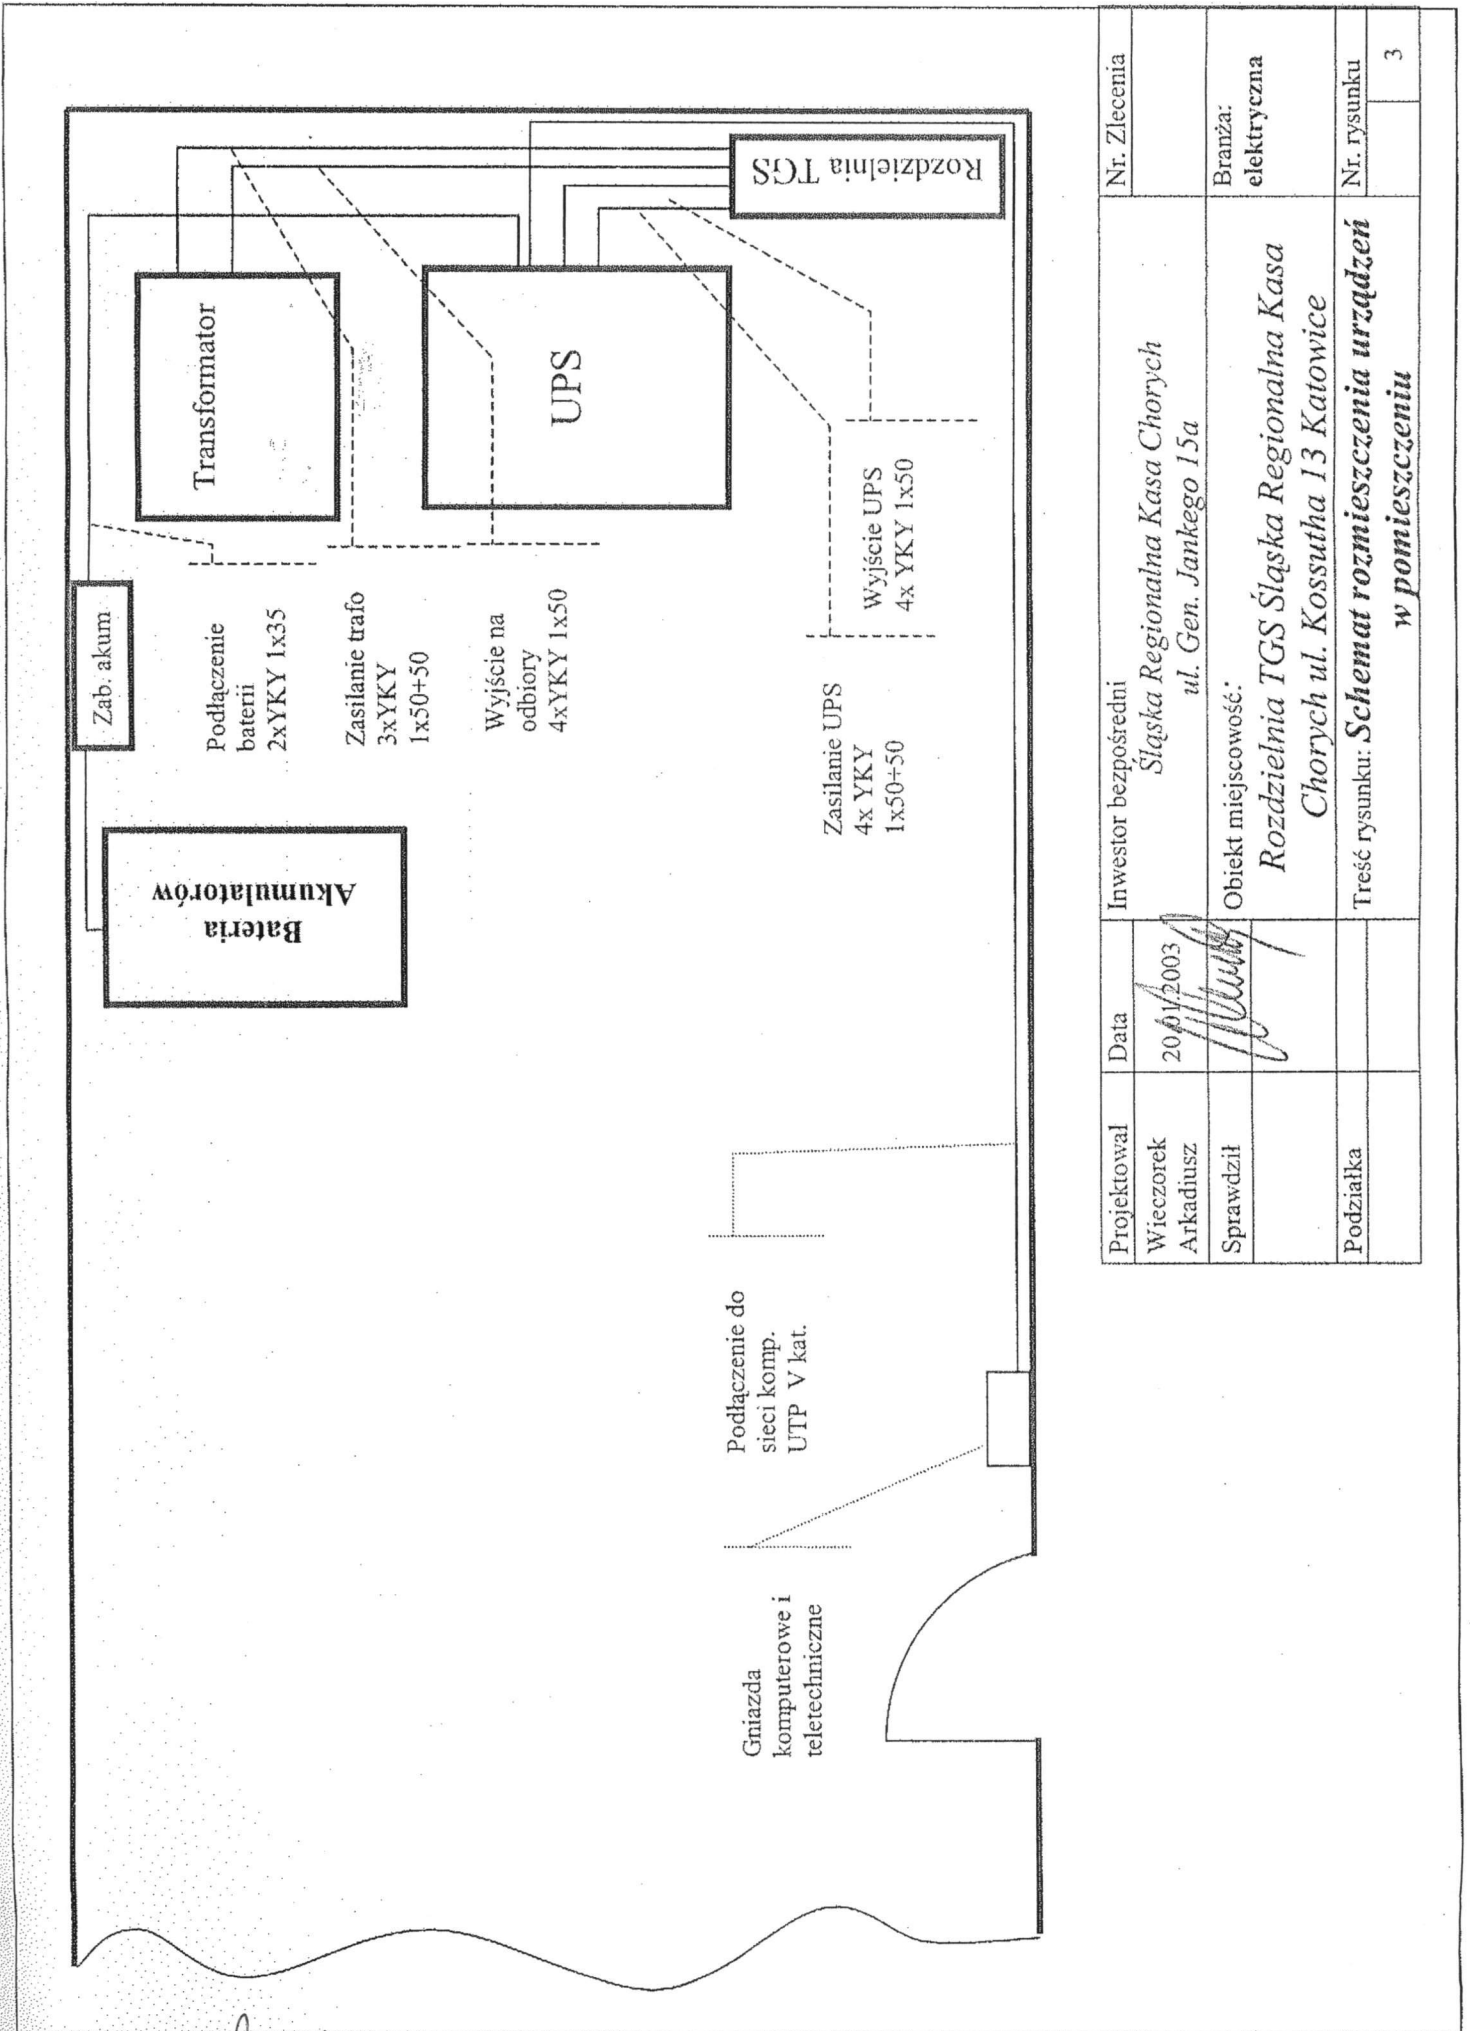 Zab. akum
Transformator
Bateria
Akumulatorów
Podłączenie
baterii
2xYKY 1x35
Zasilanie trafo
3xYKY
1x50+50
Wyjście na
odbiory
4xYKY 1x50
UPS
Rozdzielnia TGS
Zasilanie UPS
4x YKY
1x50÷50
Wyjście UPS
4x YKY 1x50
Podłączenie do
sieci komp.
UTP V kat.
Gniazda
komputerowe i
teletechniczne
Projektował
Data
Inwestor bezpośredni
Nr. Zlecenia
Wieczorek
Arkadiusz
20.01.2003
Śląska Regionalna Kasa Chorych
ul. Gen. Jankego 15a
Sprawdził
Obiekt miejscowość:
Rozdzielnia TGS Śląska Regionalna Kasa
Chorych ul. Kossutha 13 Katowice
Branża:
elektryczna
Podziałka
Treść rysunku: Schemat rozmieszczenia urządzeń
w pomieszczeniu
Nr. rysunku
3